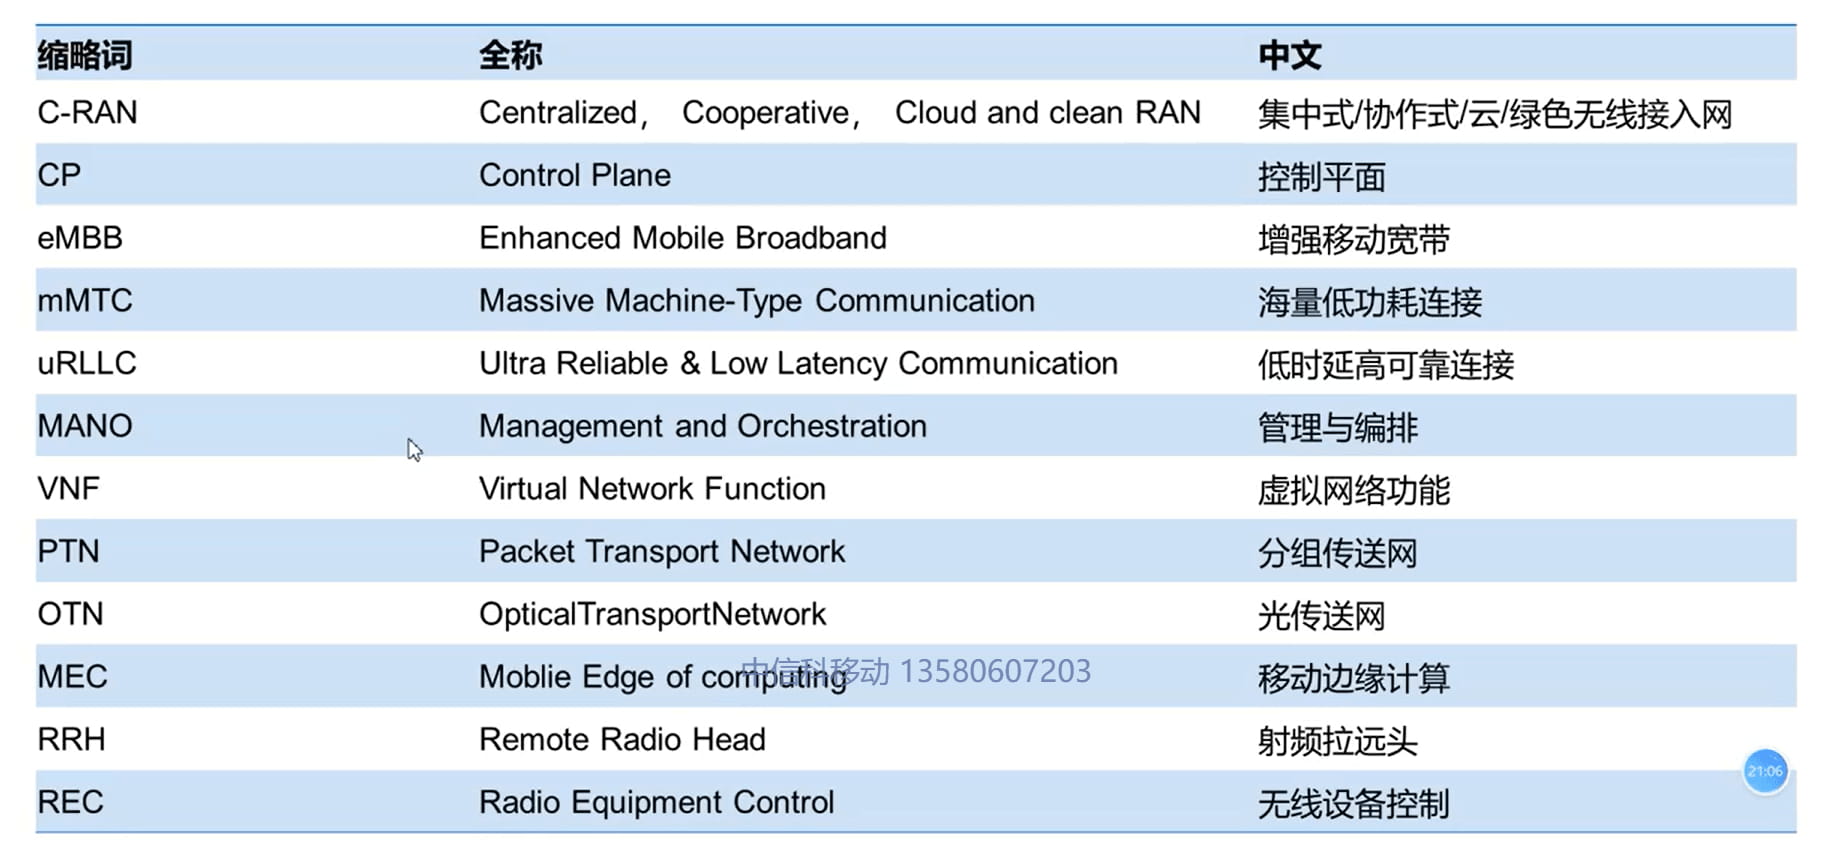 缩略词 全称 中文
C-RAN Centralized， Cooperative， Cloud and clean RAN 集中式/协作式/云/绿色无线接入网
CP Control Plane 控制平面
eMBB Enhanced Mobile Broadband 增强移动宽带
mMTC Massive Machine-Type Communication 海量低功耗连接
uRLLC Ultra Reliable & Low Latency Communication 低时延高可靠连接
MANO Management and Orchestration 管理与编排
VNF Virtual Network Function 虚拟网络功能
PTN Packet Transport Network 分组传送网
OTN OpticalTransportNetwork 光传送网
MEC Moblie Edge of computing 移动边缘计算
中信科移动 13580607203
RRH Remote Radio Head 射频拉远头
21:06
REC Radio Equipment Control 无线设备控制